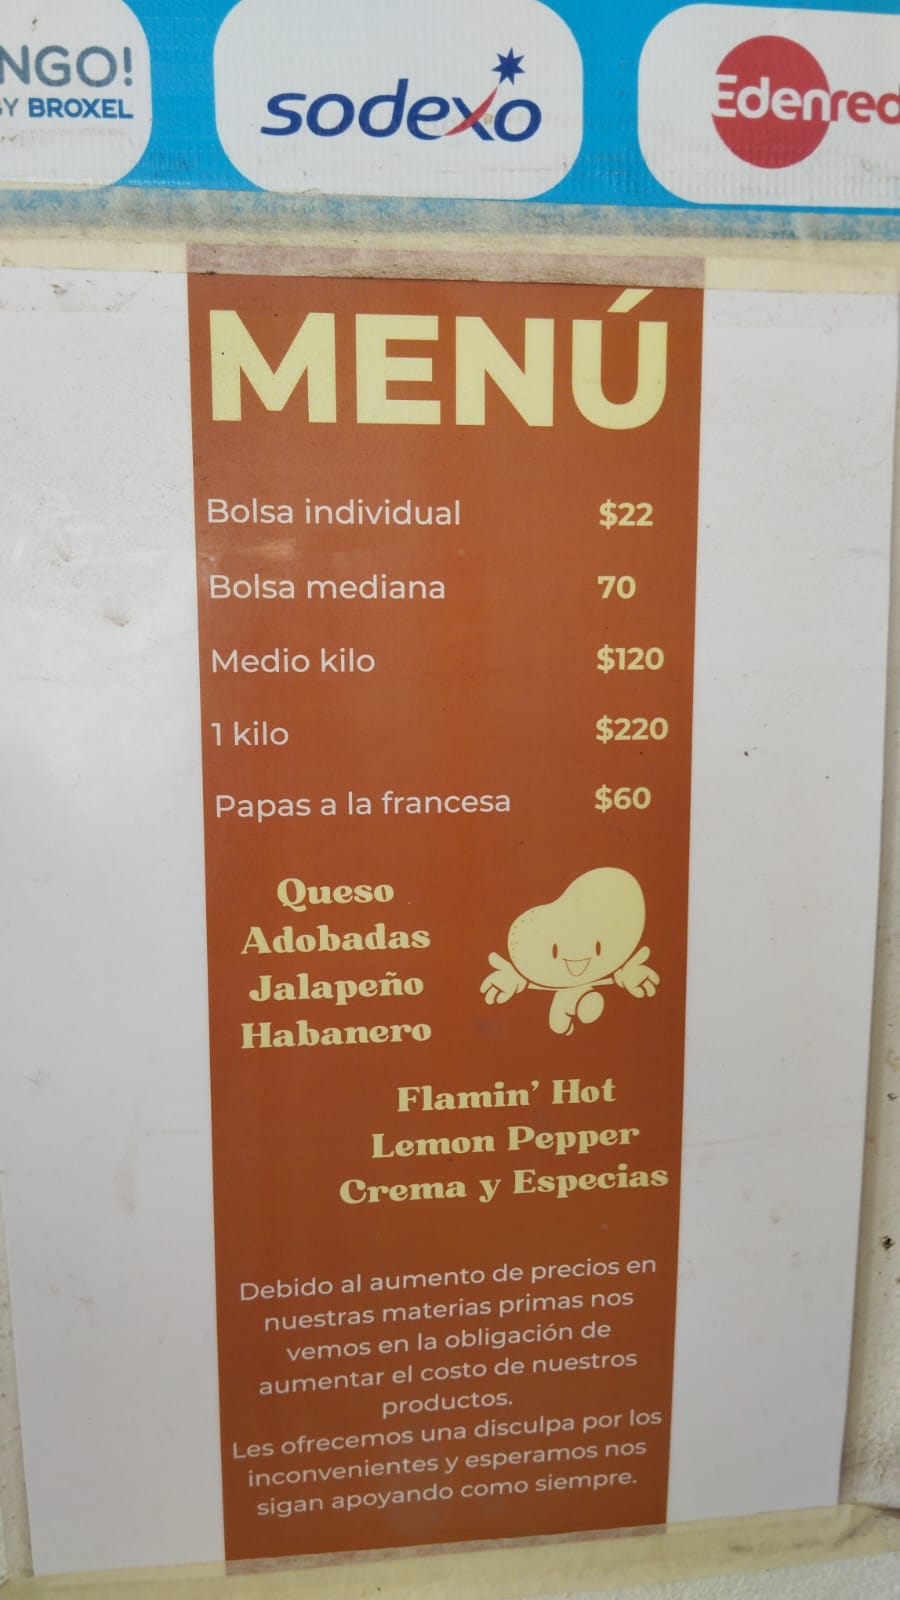 NGO!
BY BROXEL
sodexo
Edenred
MENÚ
Bolsa individual $22
Bolsa mediana 70
Medio kilo $120
1 kilo $220
Papas a la francesa $60
Queso
Adobadas
Jalapeño
Habanero
Flamin' Hot
Lemon Pepper
Crema y Especias
Debido al aumento de precios en
nuestras materias primas nos
vemos en la obligación de
aumentar el costo de nuestros
productos.
Les ofrecemos una disculpa por los
inconvenientes y esperamos nos
sigan apoyando como siempre.